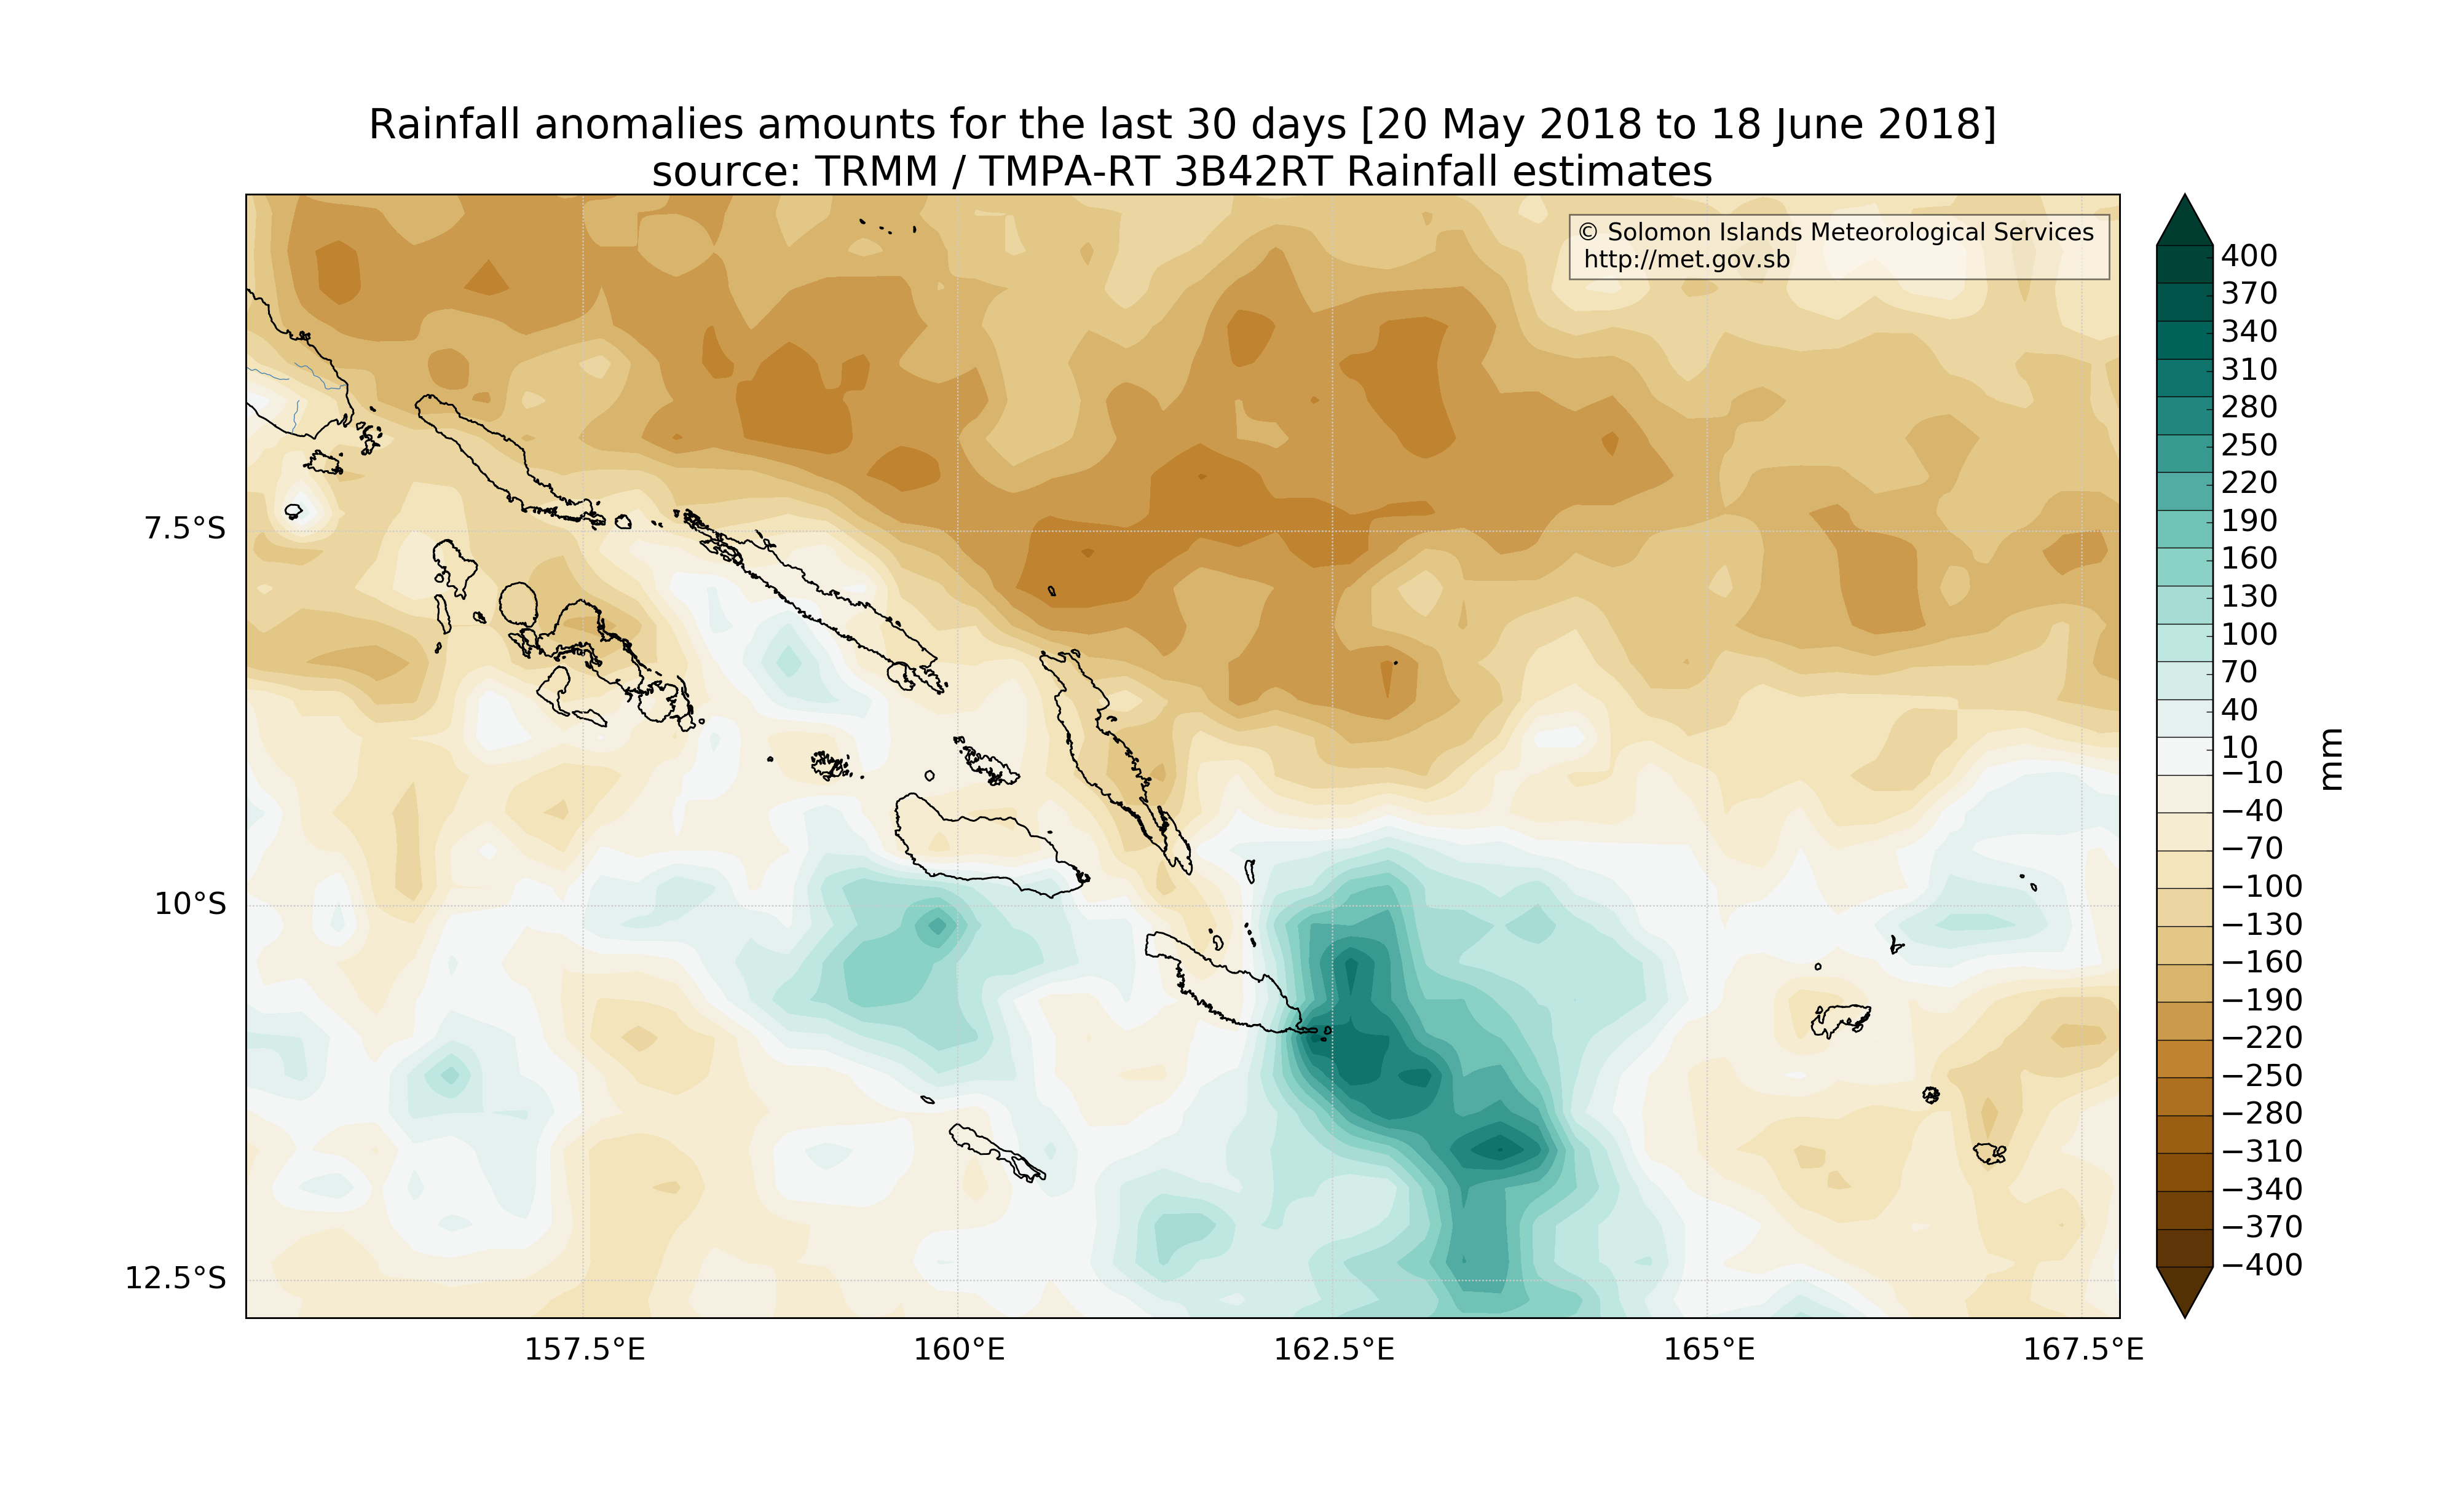 Rainfall anomalies amounts for the last 30 days [20 May 2018 to 18 June 2018]
source: TRMM / TMPA-RT 3B42RT Rainfall estimates
© Solomon Islands Meteorological Services
http://met.gov.sb
7.5°S
10°S
12.5°S
157.5°E
160°E
162.5°E
165°E
167.5°E
400
370
340
310
280
250
220
190
160
130
100
70
40
10
−10
−40
−70
−100
−130
−160
−190
−220
−250
−280
−310
−340
−370
−400
mm